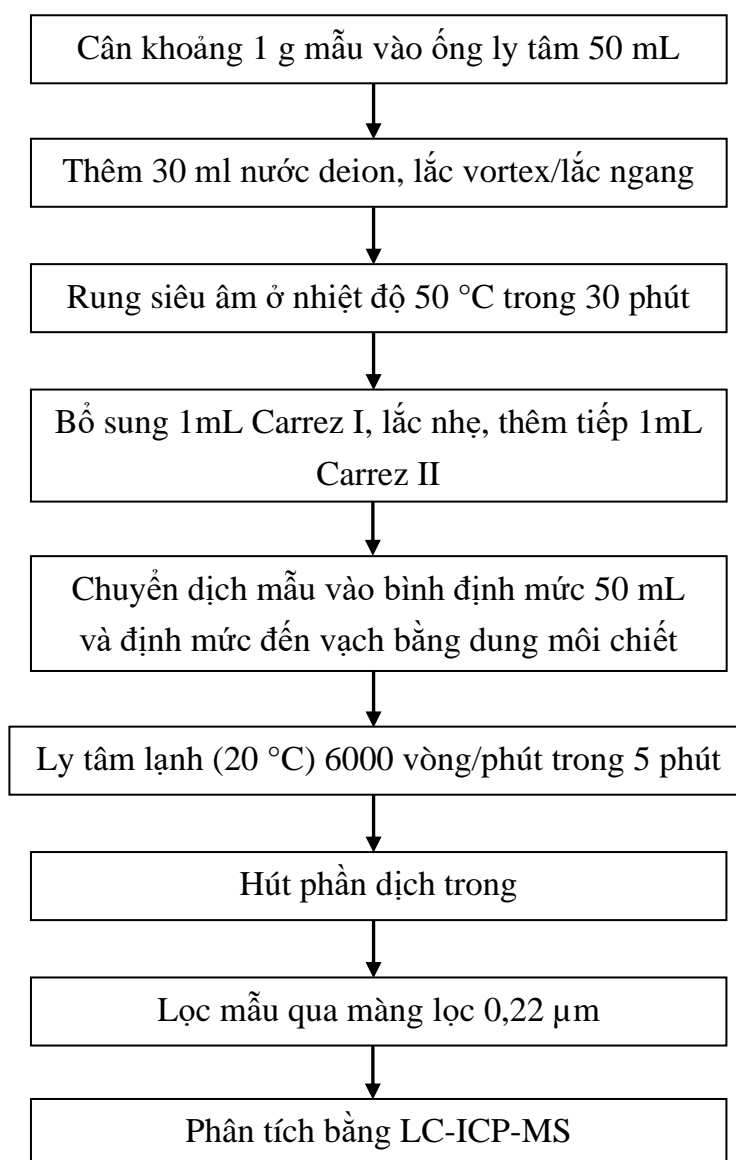 Cân khoảng 1 g mẫu vào ống ly tâm 50 mL
Thêm 30 ml nước deion, lắc vortex/lắc ngang
Rung siêu âm ở nhiệt độ 50 °C trong 30 phút
Bổ sung 1mL Carrez I, lắc nhẹ, thêm tiếp 1mL
Carrez II
Chuyển dịch mẫu vào bình định mức 50 mL
và định mức đến vạch bằng dung môi chiết
Ly tâm lạnh (20 °C) 6000 vòng/phút trong 5 phút
Hút phần dịch trong
Lọc mẫu qua màng lọc 0,22 µm
Phân tích bằng LC-ICP-MS